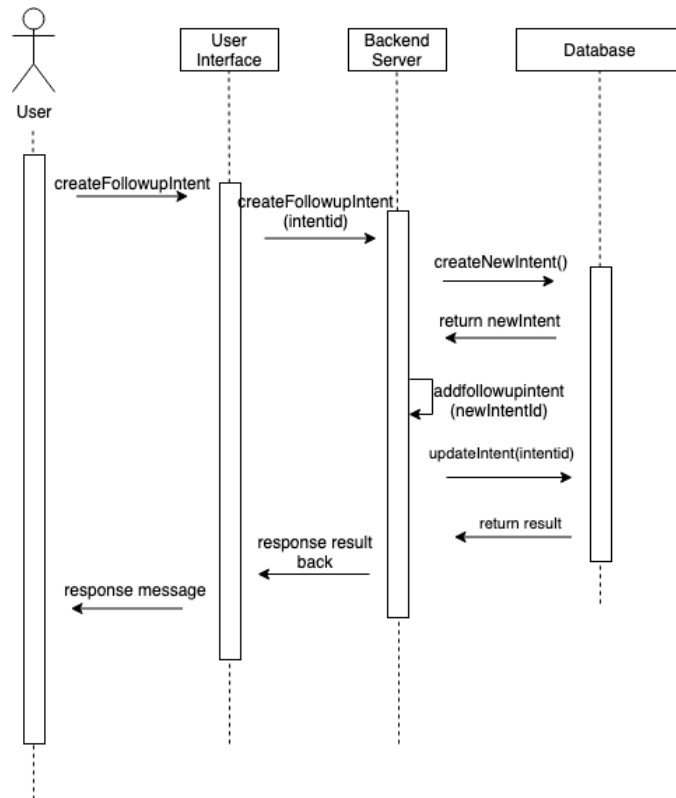 User
Interface
Backend
Server
Database
User
createFollowupIntent
createFollowupIntent
(intentid)
createNewIntent()
return newIntent
addfollowupintent
(newIntentId)
updateIntent(intentid)
return result
response result
back
response message